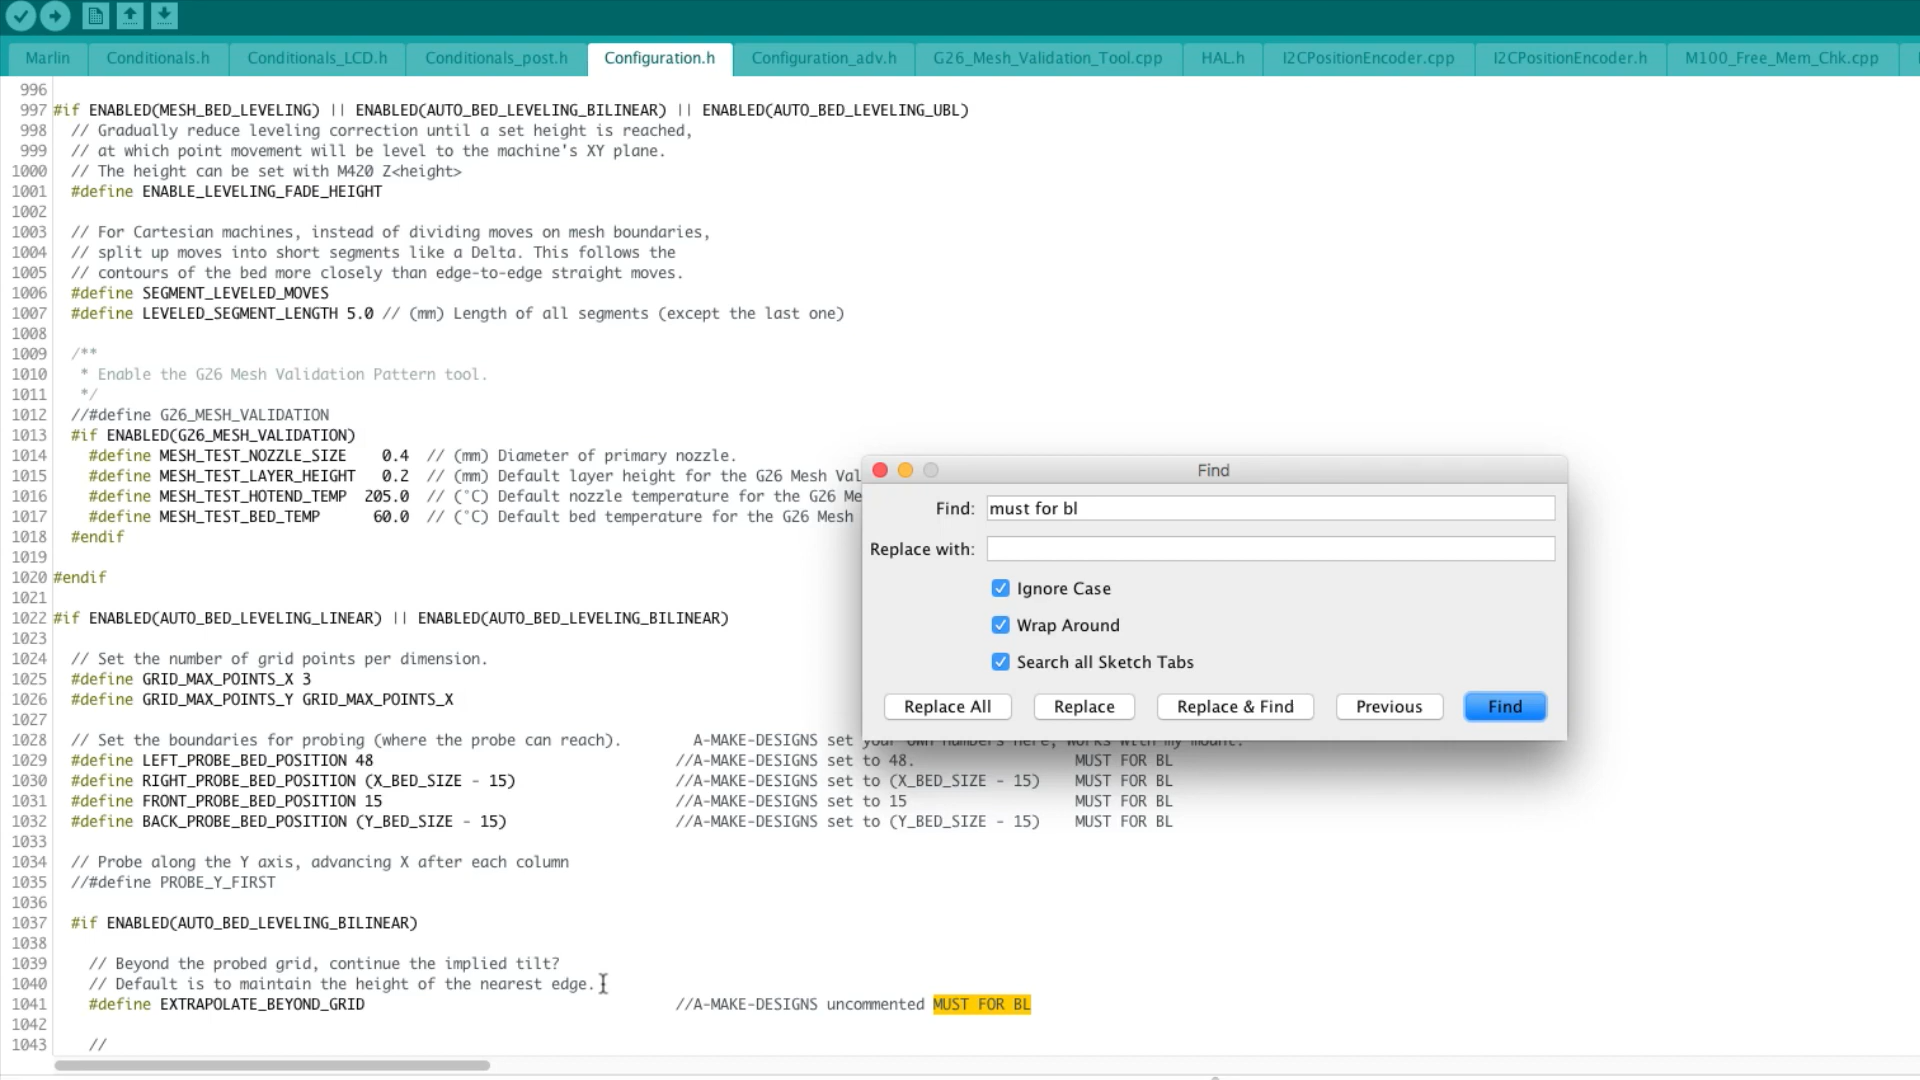 Marlin Conditionals.h Conditionals_LCD.h Conditionals_post.h Configuration.h Configuration_adv.h G26_Mesh_Validation_Tool.cpp HAL.h I2CPositionEncoder.cpp I2CPositionEncoder.h M100_Free_Mem_Chk.cpp
996
997 #if ENABLED(MESH_BED_LEVELING) || ENABLED(AUTO_BED_LEVELING_BILINEAR) || ENABLED(AUTO_BED_LEVELING_UBL)
998 // Gradually reduce leveling correction until a set height is reached,
999 // at which point movement will be level to the machine's XY plane.
1000 // The height can be set with M420 Z<height>
1001 #define ENABLE_LEVELING_FADE_HEIGHT
1002
1003 // For Cartesian machines, instead of dividing moves on mesh boundaries,
1004 // split up moves into short segments like a Delta. This follows the
1005 // contours of the bed more closely than edge-to-edge straight moves.
1006 #define SEGMENT_LEVELED_MOVES
1007 #define LEVELED_SEGMENT_LENGTH 5.0 // (mm) Length of all segments (except the last one)
1008
1009 /**
1010 * Enable the G26 Mesh Validation Pattern tool.
1011 */
1012 //#define G26_MESH_VALIDATION
1013 #if ENABLED(G26_MESH_VALIDATION)
1014 #define MESH_TEST_NOZZLE_SIZE 0.4 // (mm) Diameter of primary nozzle.
1015 #define MESH_TEST_LAYER_HEIGHT 0.2 // (mm) Default layer height for the G26 Mesh Val
1016 #define MESH_TEST_HOTEND_TEMP 205.0 // (°C) Default nozzle temperature for the G26 Me
1017 #define MESH_TEST_BED_TEMP 60.0 // (°C) Default bed temperature for the G26 Mesh
1018 #endif
1019
1020 #endif
1021
1022 #if ENABLED(AUTO_BED_LEVELING_LINEAR) || ENABLED(AUTO_BED_LEVELING_BILINEAR)
1023
1024 // Set the number of grid points per dimension.
1025 #define GRID_MAX_POINTS_X 3
1026 #define GRID_MAX_POINTS_Y GRID_MAX_POINTS_X
1027
1028 // Set the boundaries for probing (where the probe can reach). A-MAKE-DESIGNS set your own numbers here, works with my mount.
1029 #define LEFT_PROBE_BED_POSITION 48 //A-MAKE-DESIGNS set to 48. MUST FOR BL
1030 #define RIGHT_PROBE_BED_POSITION (X_BED_SIZE - 15) //A-MAKE-DESIGNS set to (X_BED_SIZE - 15) MUST FOR BL
1031 #define FRONT_PROBE_BED_POSITION 15 //A-MAKE-DESIGNS set to 15 MUST FOR BL
1032 #define BACK_PROBE_BED_POSITION (Y_BED_SIZE - 15) //A-MAKE-DESIGNS set to (Y_BED_SIZE - 15) MUST FOR BL
1033
1034 // Probe along the Y axis, advancing X after each column
1035 //#define PROBE_Y_FIRST
1036
1037 #if ENABLED(AUTO_BED_LEVELING_BILINEAR)
1038
1039 // Beyond the probed grid, continue the implied tilt?
1040 // Default is to maintain the height of the nearest edge.
1041 #define EXTRAPOLATE_BEYOND_GRID //A-MAKE-DESIGNS uncommented MUST FOR BL
1042
1043 //
Find
Find: must for bl
Replace with:
Ignore Case
Wrap Around
Search all Sketch Tabs
Replace All Replace Replace & Find Previous Find